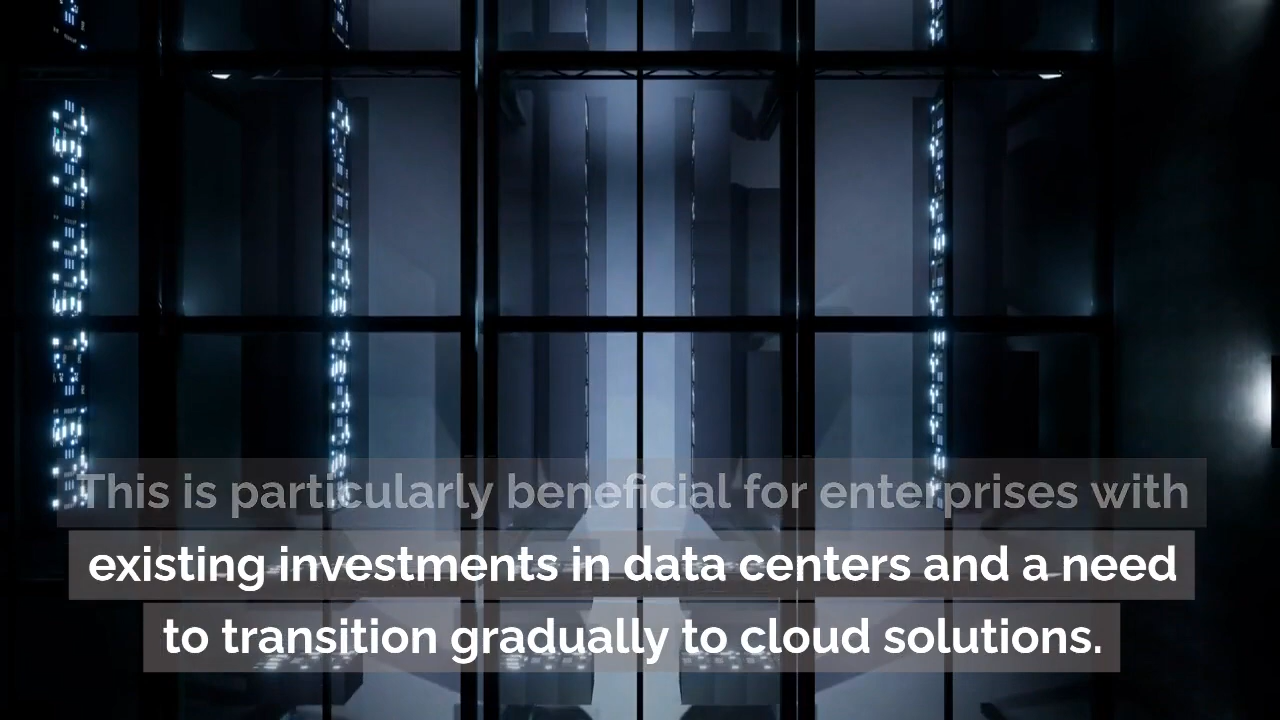 This is particularly beneficial for enterprises with
existing investments in data centers and a need
to transition gradually to cloud solutions.